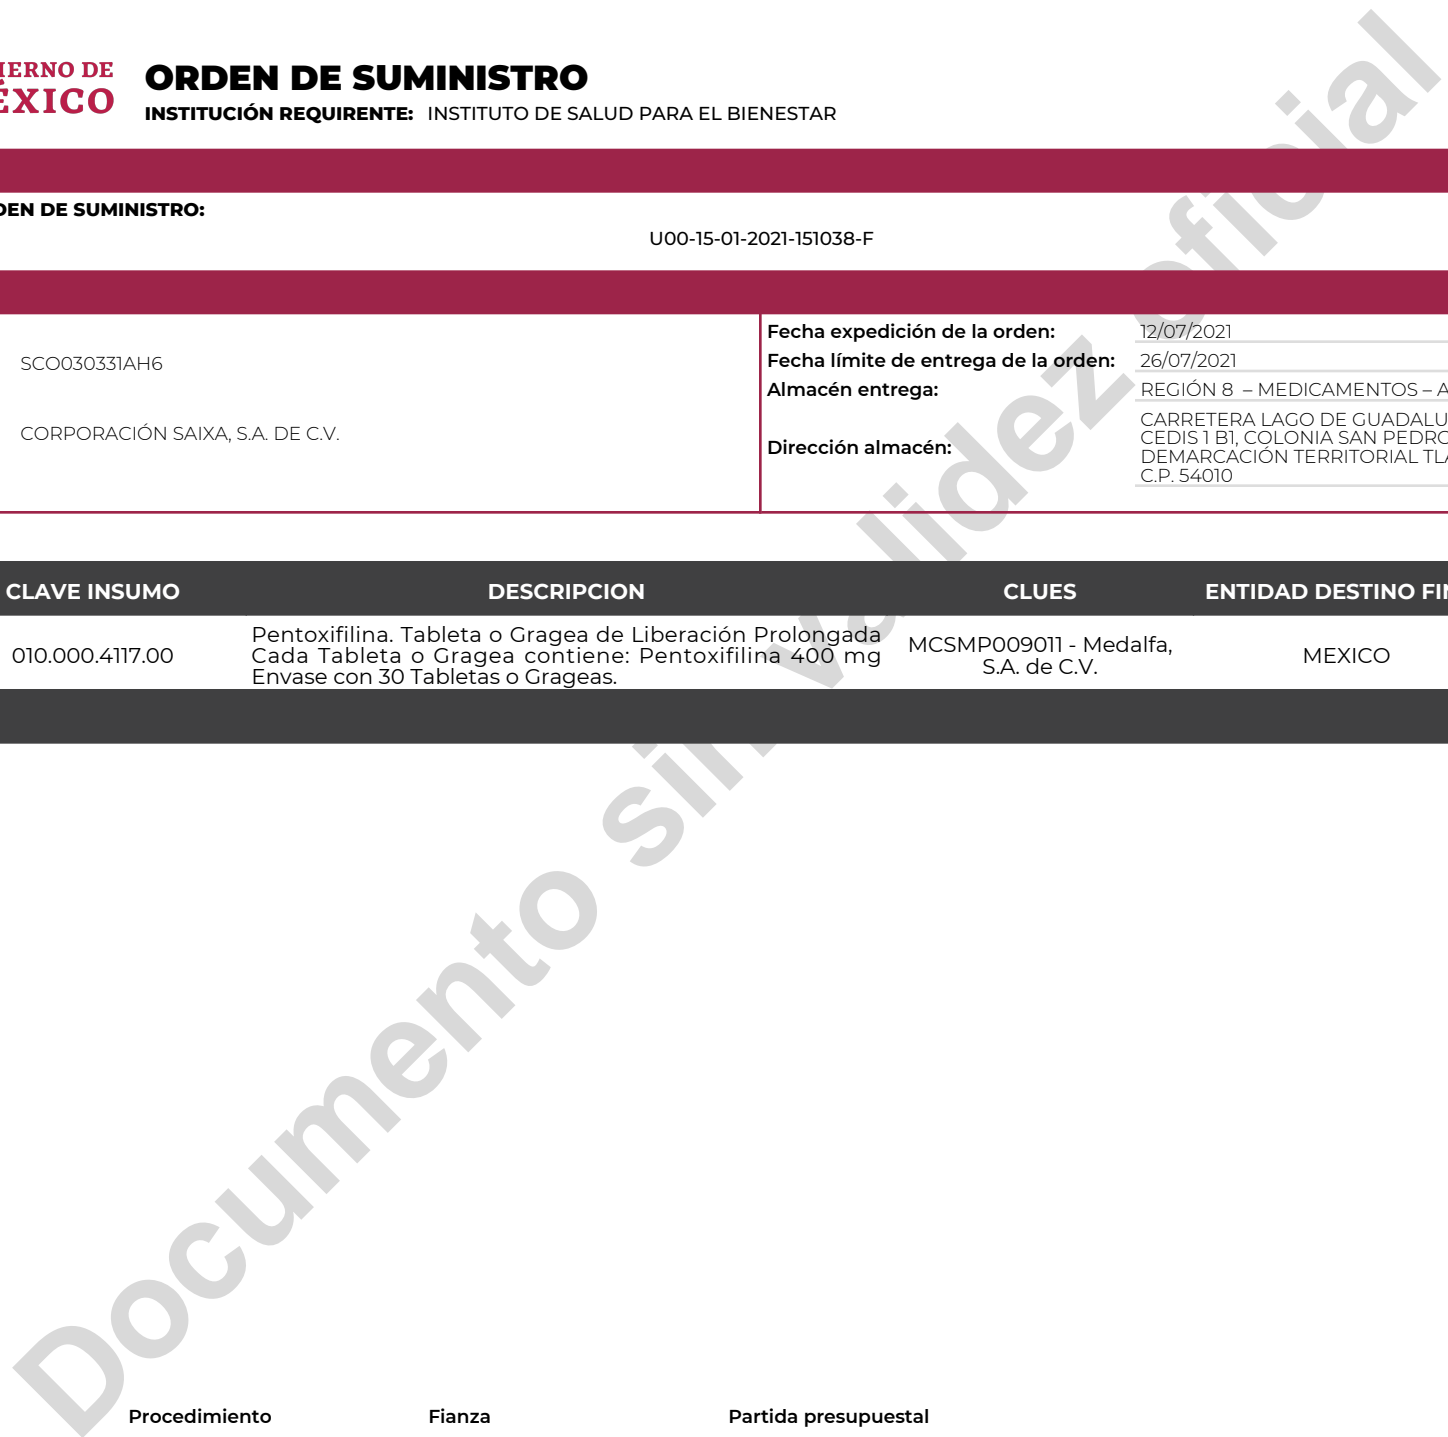 ORDEN DE SUMINISTRO
INSTITUCIÓN REQUIRENTE: INSTITUTO DE SALUD PARA EL BIENESTAR
IERNO DE
ÉXICO
DEN DE SUMINISTRO:
U00-15-01-2021-151038-F
SCO030331AH6
CORPORACIÓN SAIXA, S.A. DE C.V.
Fecha expedición de la orden: 12/07/2021
Fecha límite de entrega de la orden: 26/07/2021
Almacén entrega: REGIÓN 8 – MEDICAMENTOS – A
Dirección almacén:
CARRETERA LAGO DE GUADALU
CEDIS 1 B1, COLONIA SAN PEDRO
DEMARCACIÓN TERRITORIAL TLA
C.P. 54010
CLAVE INSUMO DESCRIPCION CLUES ENTIDAD DESTINO FIN
010.000.4117.00
Pentoxifilina. Tableta o Gragea de Liberación Prolongada
Cada Tableta o Gragea contiene: Pentoxifilina 400 mg
Envase con 30 Tabletas o Grageas.
MCSMP009011 - Medalfa,
S.A. de C.V.
MEXICO
Documento sin validez oficial
Procedimiento Fianza Partida presupuestal